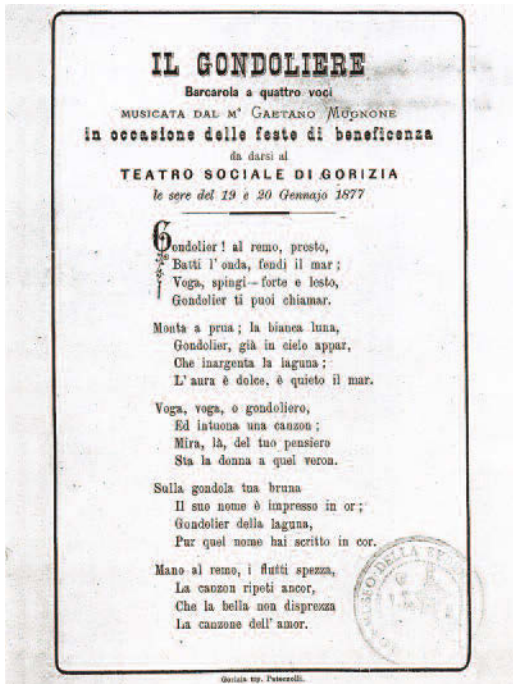 IL GONDOLIERE
Barcarola a quattro voci
MUSICATA DAL Mº GAETANO MUGNONE
in occasione delle feste di beneficenza
da darsi al
TEATRO SOCIALE DI GORIZIA
le sere del 19 e 20 Gennajo 1877
Gondolier! al remo, presto,
Batti l'onda, fendi il mar;
Voga, spingi—forte e lesto,
Gondolier ti puoi chiamar.
Monta a prua; la bianca luna,
Gondolier, già in cielo appar,
Che inargenta la laguna;
L'aura è dolce, è quieto il mar.
Voga, voga, o gondoliero,
Ed intuona una canzon;
Mira, là, del tuo pensiero
Sta la donna a quel veron.
Sulla gondola tua bruna
Il suo nome è impresso in or;
Gondolier della laguna,
Pur quel nome hai scritto in cor.
Mano al remo, i flutti spezza,
La canzon ripeti ancor,
Che la bella non disprezza
La canzone dell'amor.
MUSEO DELLA
Gorizia tip. Paternolli.